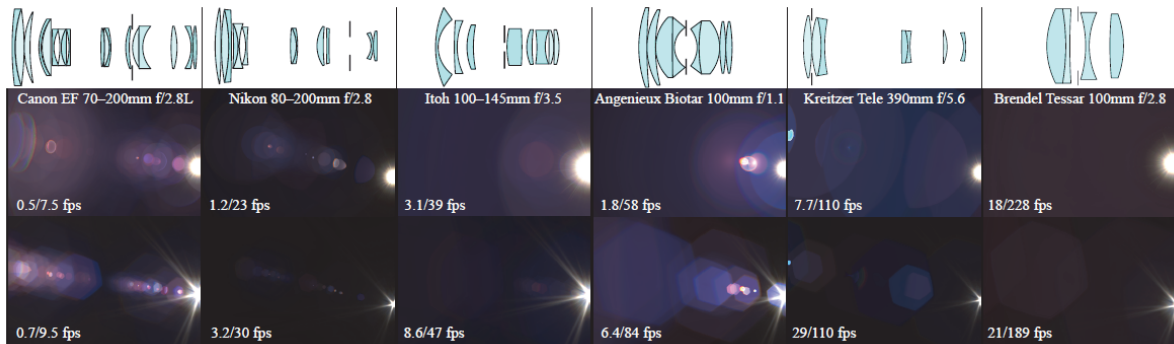 Canon EF 70–200mm f/2.8L
Nikon 80–200mm f/2.8
Itoh 100–145mm f/3.5
Angenieux Biotar 100mm f/1.1
Kreitzer Tele 390mm f/5.6
Brendel Tessar 100mm f/2.8
0.5/7.5 fps
1.2/23 fps
3.1/39 fps
1.8/58 fps
7.7/110 fps
18/228 fps
0.7/9.5 fps
3.2/30 fps
8.6/47 fps
6.4/84 fps
29/110 fps
21/189 fps